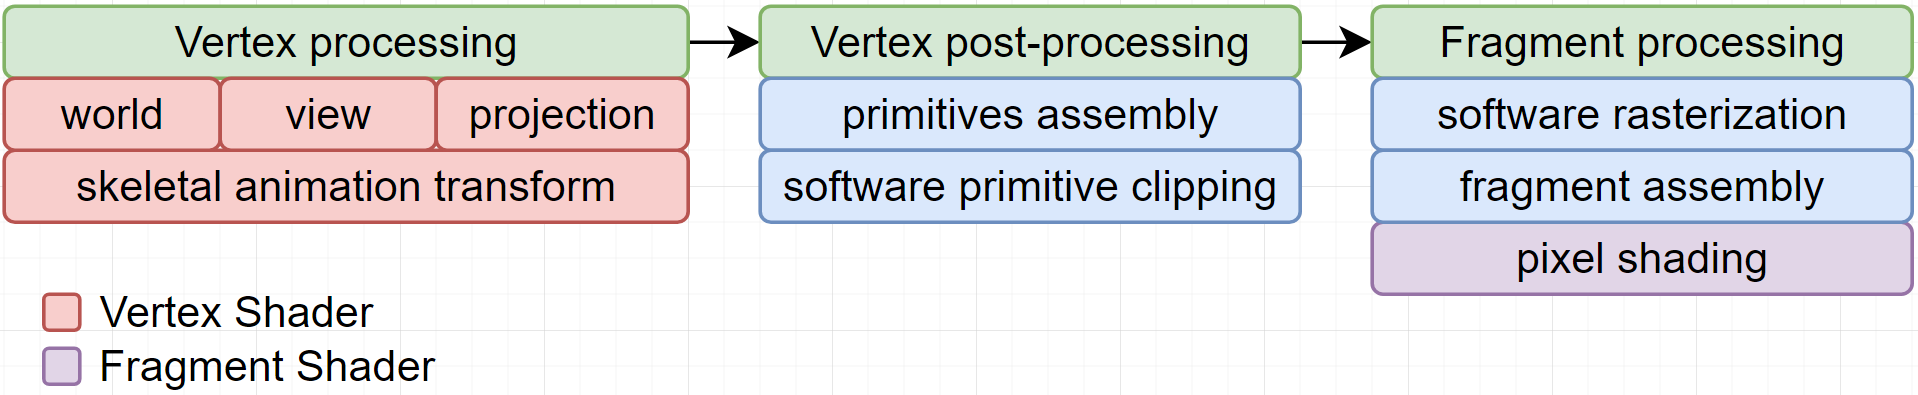 Vertex processing
world
view
projection
skeletal animation transform
Vertex post-processing
primitives assembly
software primitive clipping
Fragment processing
software rasterization
fragment assembly
pixel shading
Vertex Shader
Fragment Shader